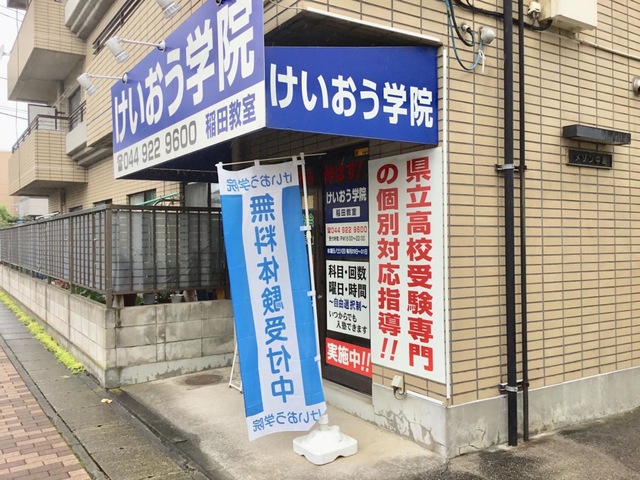 けいおう学院
☎044 922 9600 稲田教室
けいおう学院
けいおう学院
無料体験受付中
けいおう学院
けいおう学院
稲田教室
☎044 922 9600
科目・回数
曜日・時間
～自由選択制～
いつからでも
入塾できます
実施中!!
県立高校受験専門
の個別対応指導!!